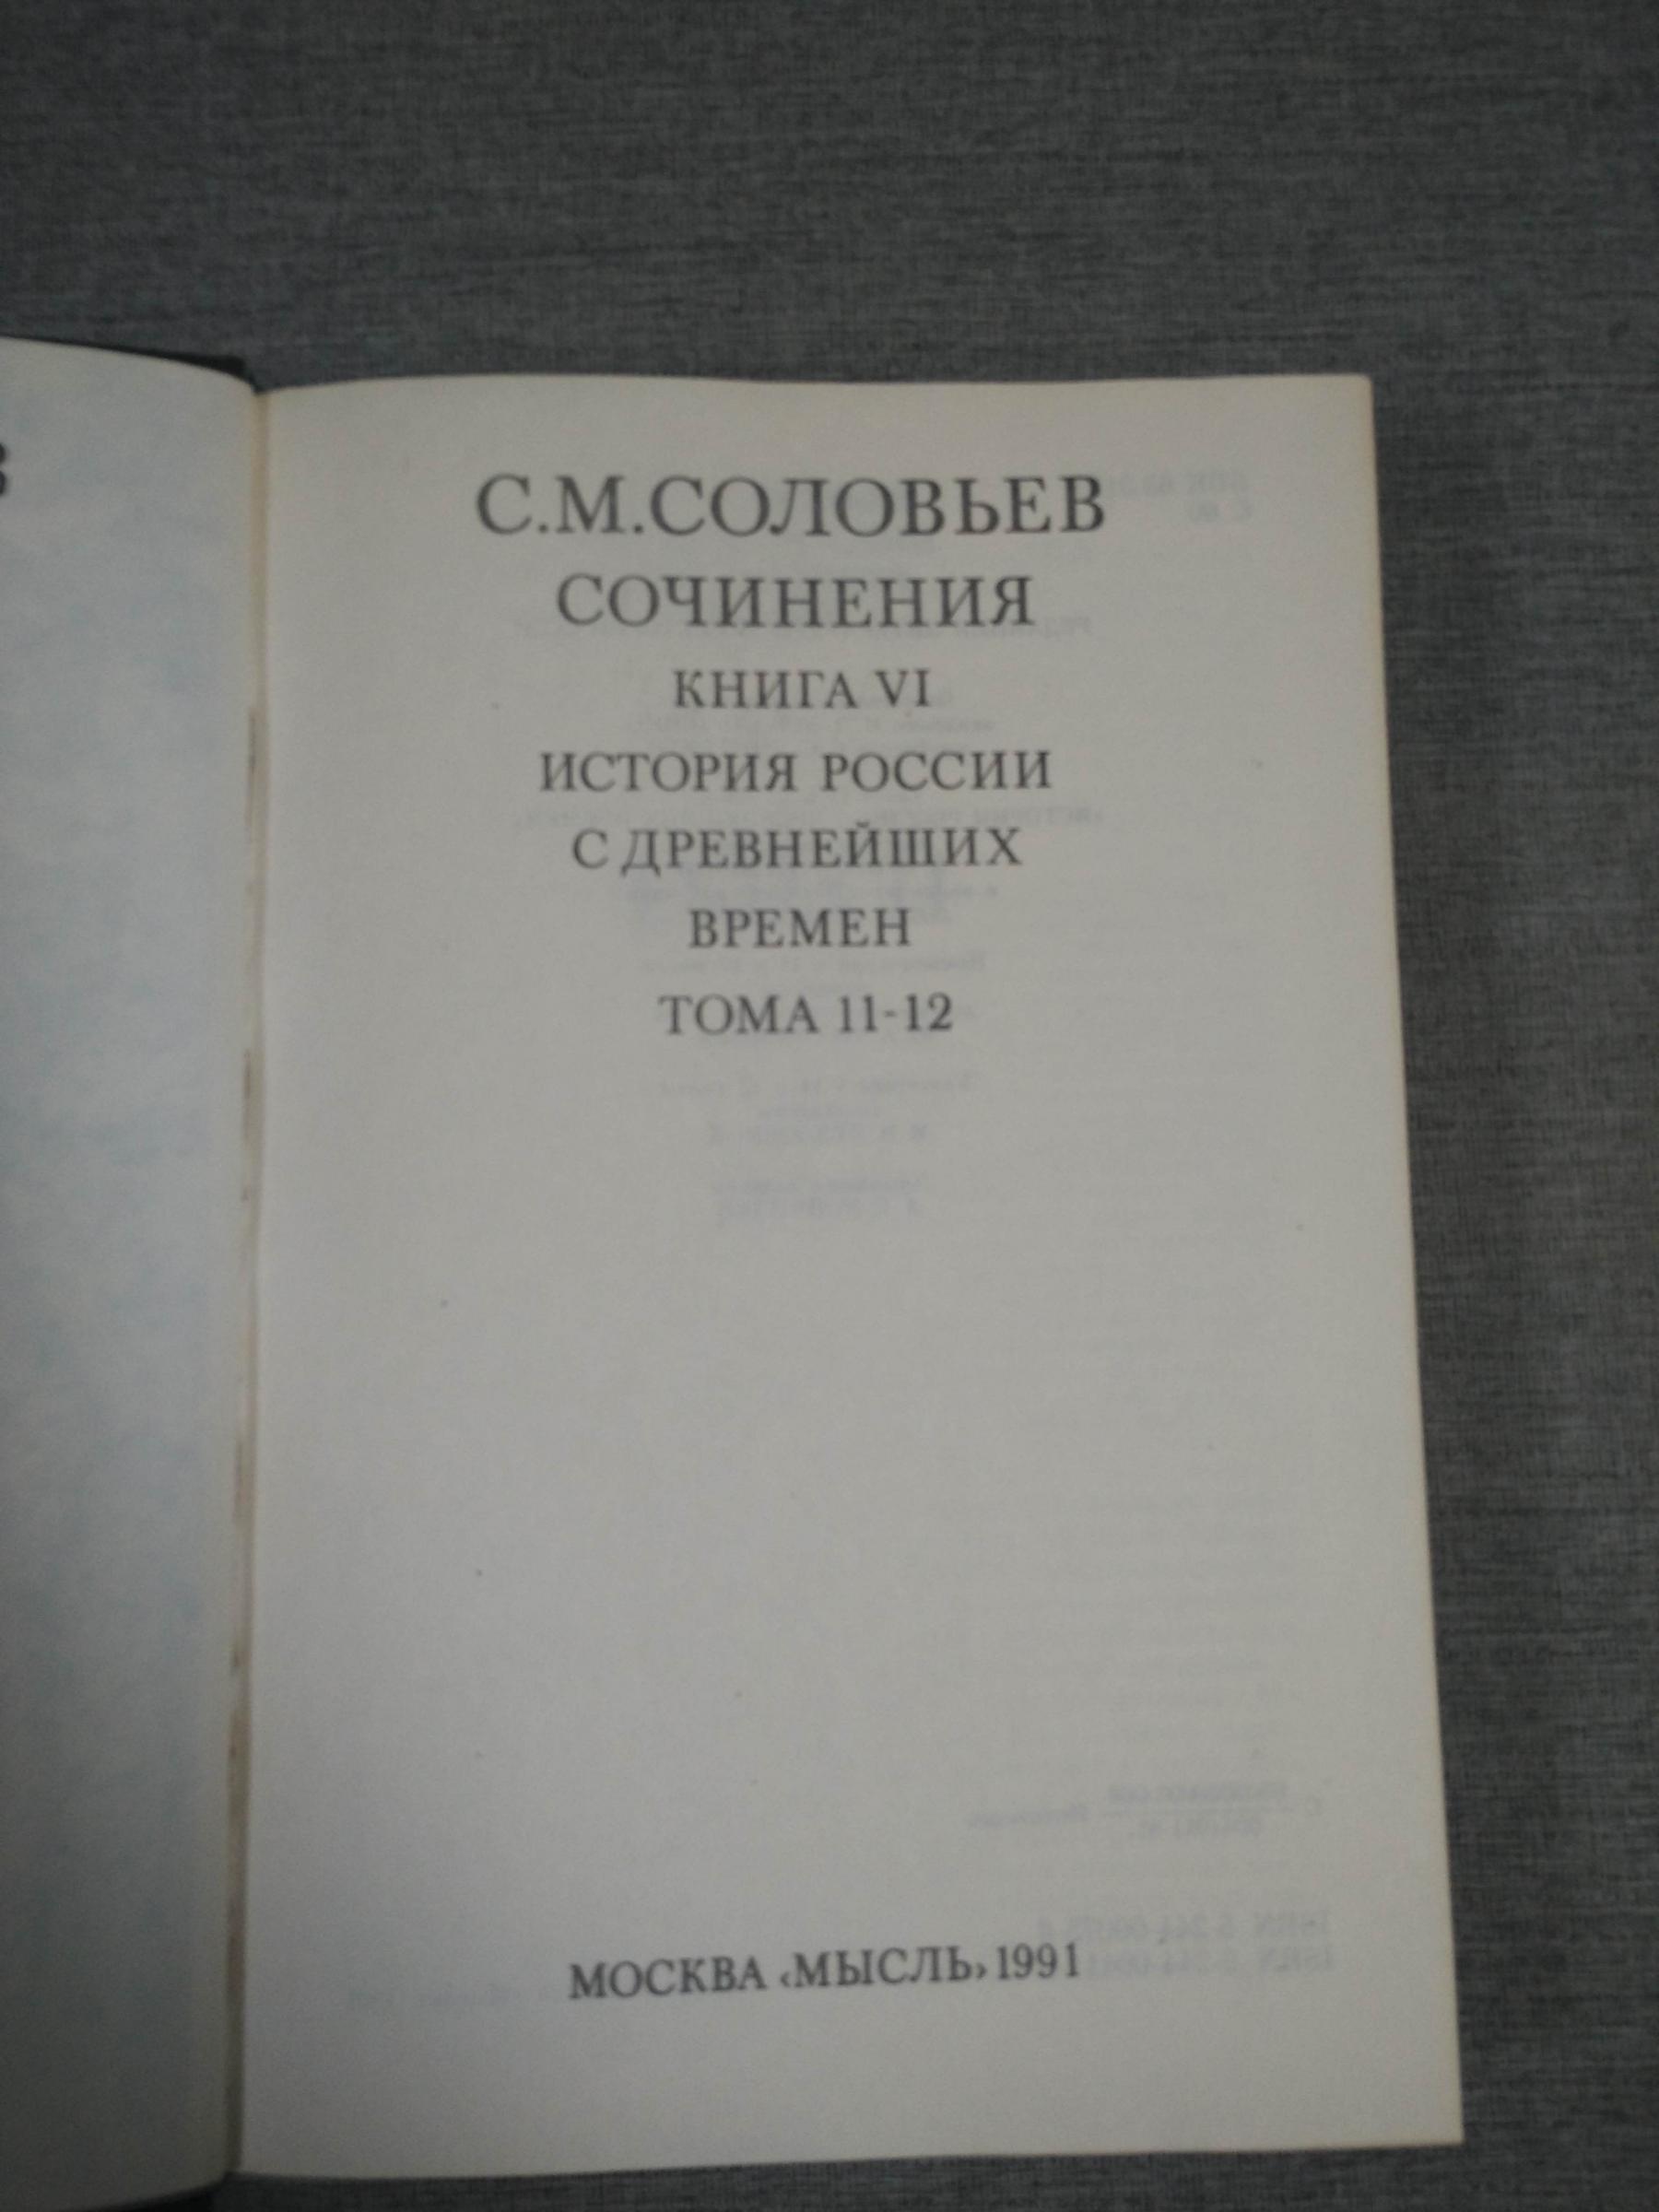 С.М.СОЛОВЬЕВ
СОЧИНЕНИЯ
КНИГА VI
ИСТОРИЯ РОССИИ
С ДРЕВНЕЙШИХ
ВРЕМЕН
ТОМА 11-12
МОСКВА ‹МЫСЛЬ› 1991